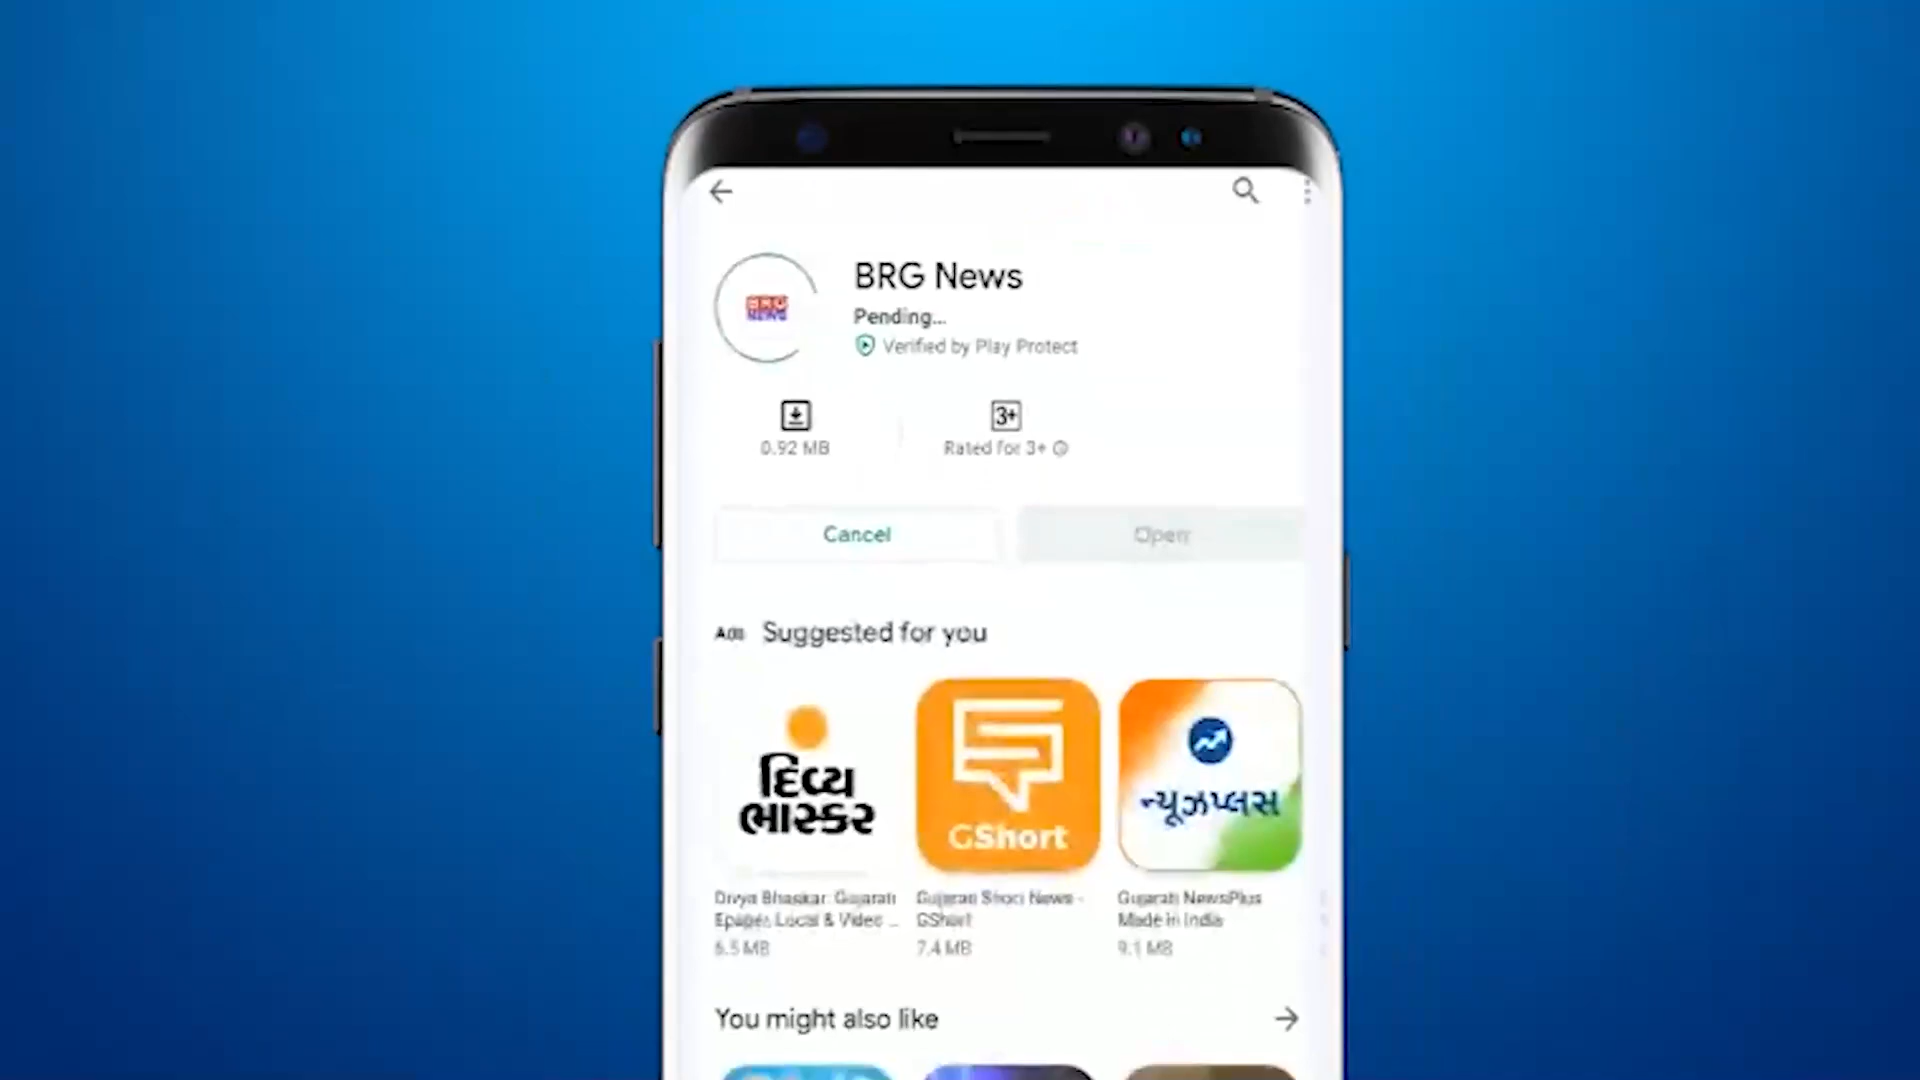 BRG News
BRG
NEWS
Pending...
Verified by Play Protect
3+
0.92 MB
Rated for 3+
Cancel
Open
Ads Suggested for you
દિવ્ય
ભાસ્કર
GShort
ન્યૂઝપ્લસ
Divya Bhaskar: Gujarati
Epaper, Local & Video ...
6.5 MB
Gujarati Short News -
GShort
7.4 MB
Gujarati NewsPlus
Made in India
9.1 MB
You might also like